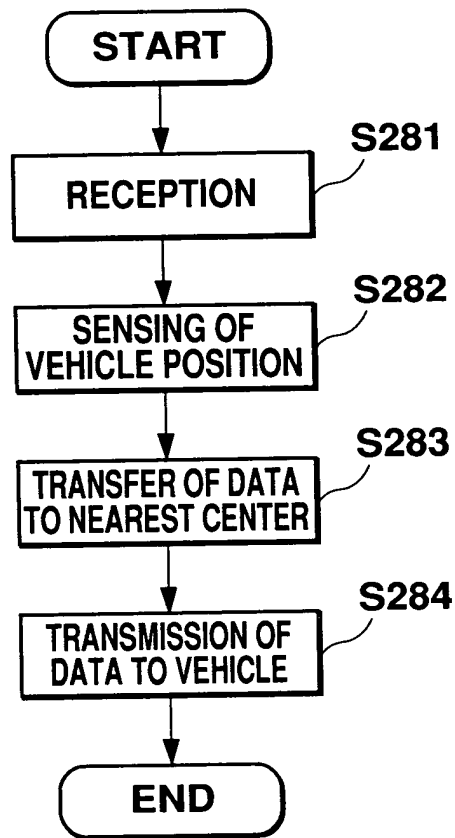 START
S281
RECEPTION
S282
SENSING OF
VEHICLE POSITION
S283
TRANSFER OF DATA
TO NEAREST CENTER
S284
TRANSMISSION OF
DATA TO VEHICLE
END